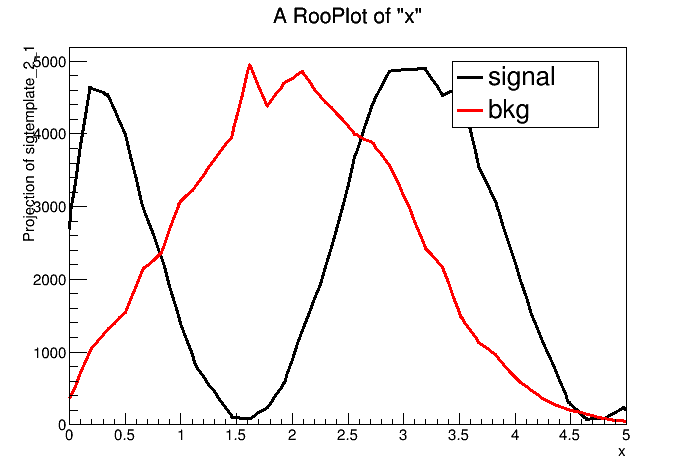 A RooPlot of "x"
Projection of sigtemplate_2_1
5000
4000
3000
2000
1000
0
signal
bkg
0 0.5 1 1.5 2 2.5 3 3.5 4 4.5 5
x